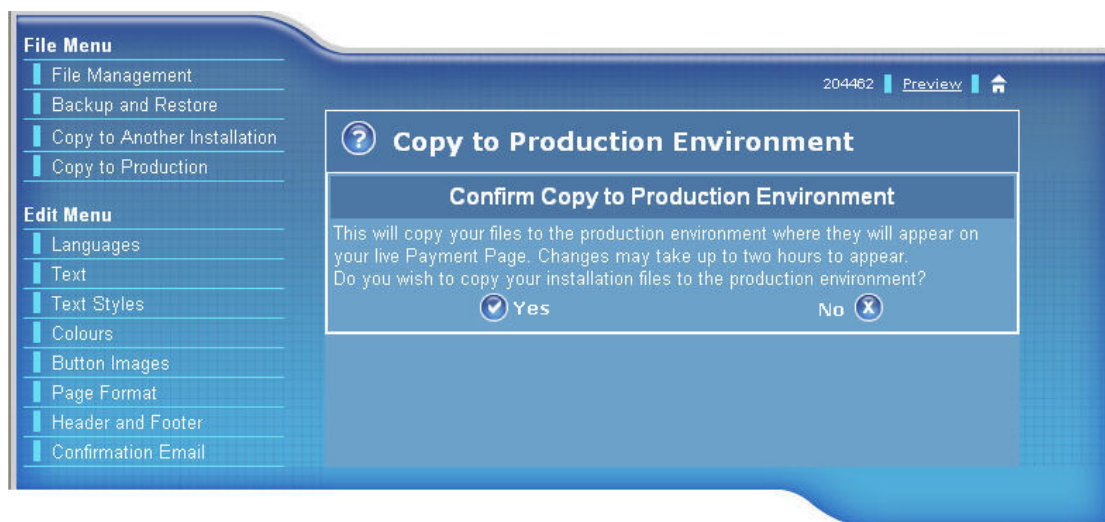 File Menu
File Management
Backup and Restore
Copy to Another Installation
Copy to Production
Edit Menu
Languages
Text
Text Styles
Colours
Button Images
Page Format
Header and Footer
Confirmation Email
204462 Preview
? Copy to Production Environment
Confirm Copy to Production Environment
This will copy your files to the production environment where they will appear on
your live Payment Page. Changes may take up to two hours to appear.
Do you wish to copy your installation files to the production environment?
Yes No X